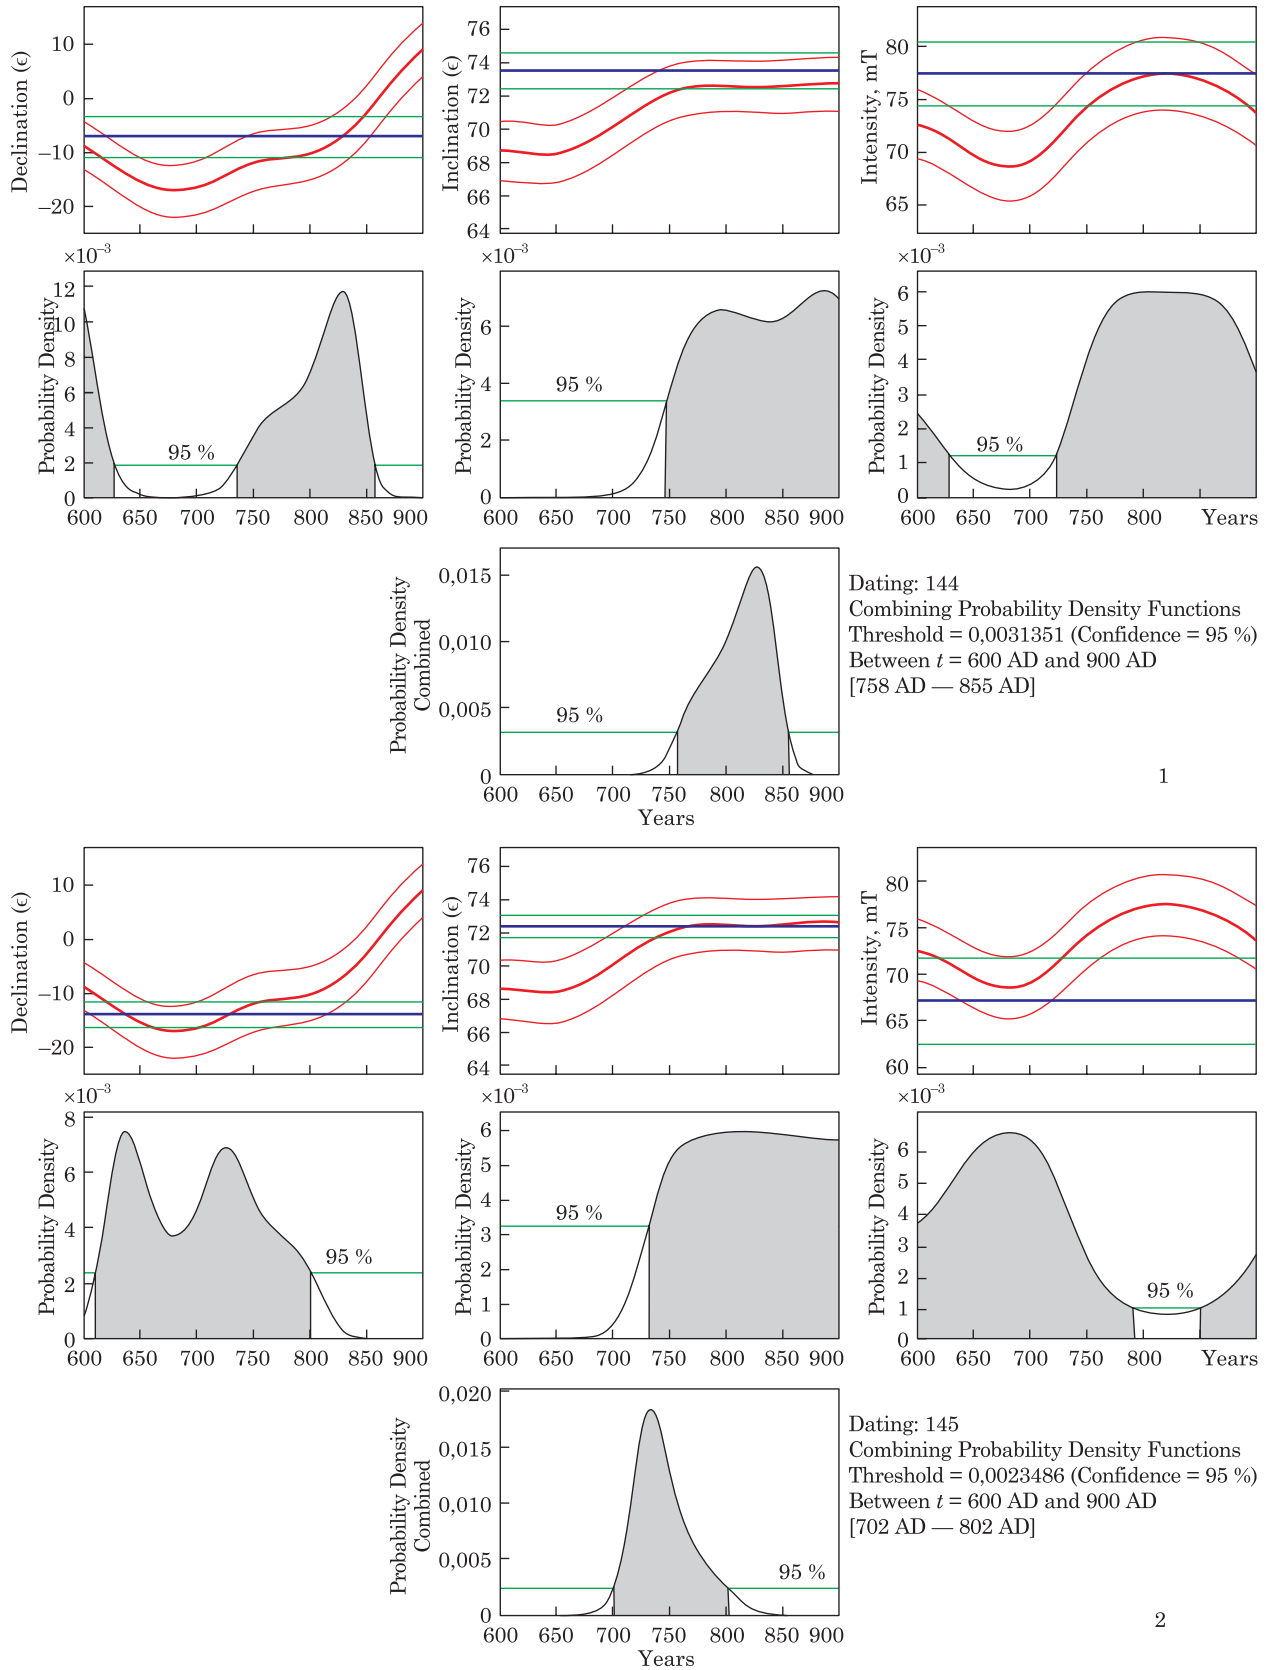 Declination (ϵ)
10
0
–10
–20
Inclination (ϵ)
76
74
72
70
68
66
64
Intensity, mT
80
75
70
65
×10⁻³
Probability Density
12
10
8
6
4
2
0
95 %
600 650 700 750 800 850 900
×10⁻³
Probability Density
6
4
2
0
95 %
600 650 700 750 800 850 900
×10⁻³
Probability Density
6
5
4
3
2
1
0
95 %
600 650 700 750 800 Years
Probability Density
Combined
0,015
0,010
0,005
0
95 %
600 650 700 750 800 850 900
Years
Dating: 144
Combining Probability Density Functions
Threshold = 0,0031351 (Confidence = 95 %)
Between t = 600 AD and 900 AD
[758 AD — 855 AD]
1
Declination (ϵ)
10
0
–10
–20
Inclination (ϵ)
76
74
72
70
68
66
64
Intensity, mT
80
75
70
65
60
×10⁻³
Probability Density
8
6
4
2
0
95 %
600 650 700 750 800 850 900
×10⁻³
Probability Density
6
5
4
3
2
1
0
95 %
600 650 700 750 800 850 900
×10⁻³
Probability Density
6
5
4
3
2
1
0
95 %
600 650 700 750 800 Years
Probability Density
Combined
0,020
0,015
0,010
0,005
0
95 %
600 650 700 750 800 850 900
Years
Dating: 145
Combining Probability Density Functions
Threshold = 0,0023486 (Confidence = 95 %)
Between t = 600 AD and 900 AD
[702 AD — 802 AD]
2